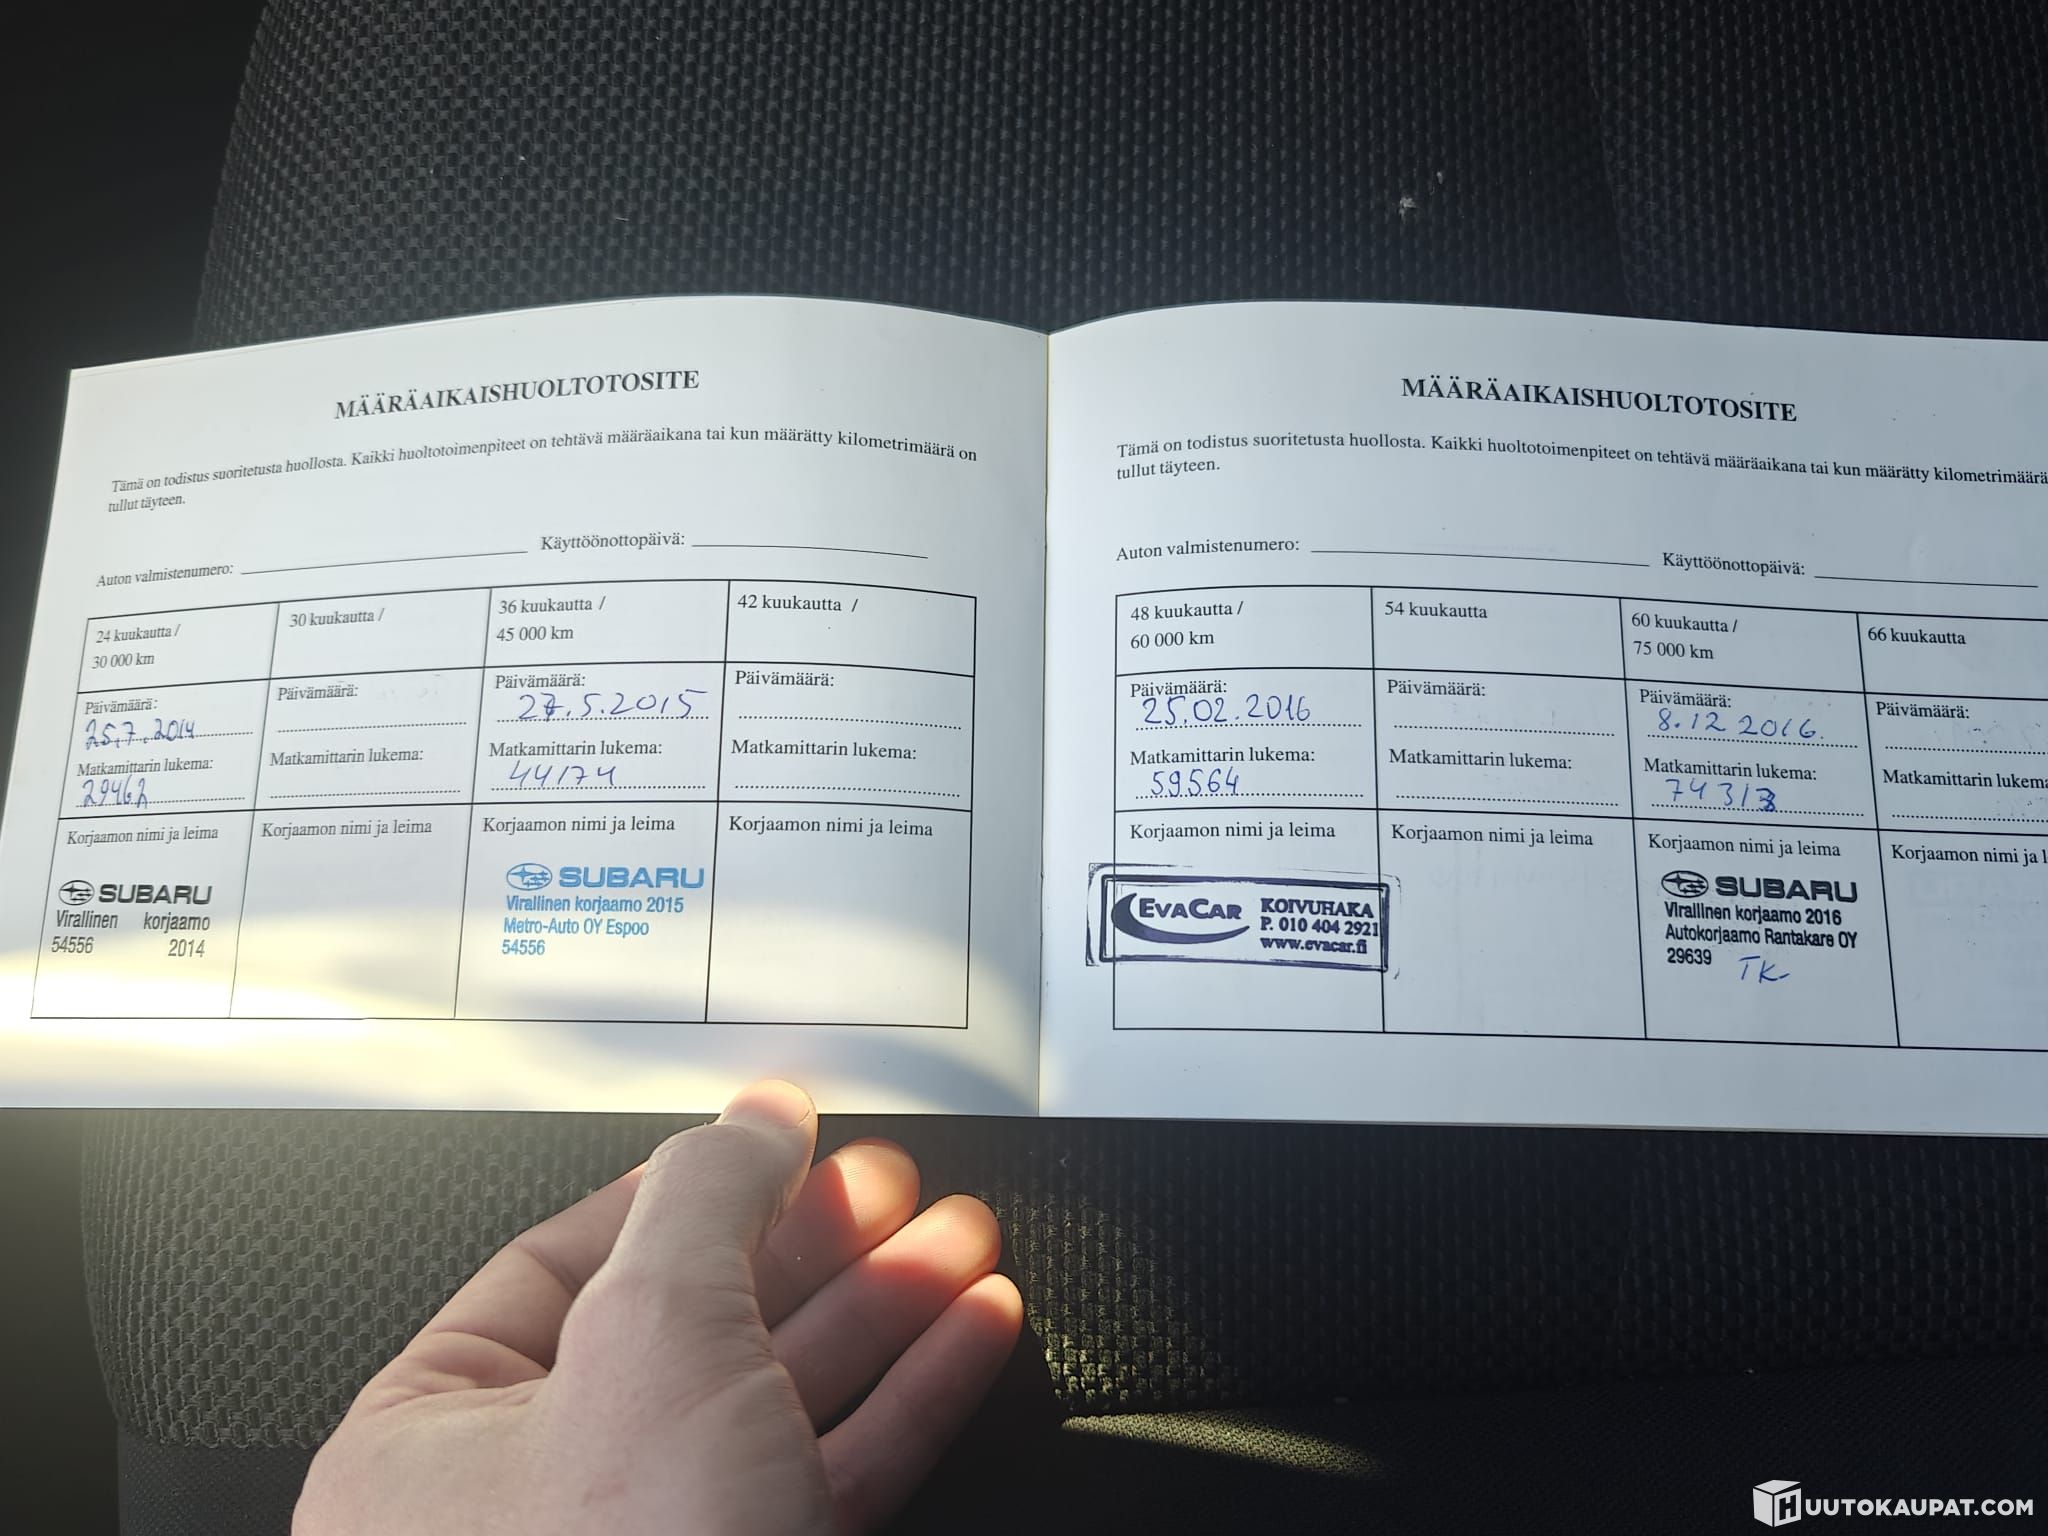 MÄÄRÄAIKAISHUOLTOTOSITE
Tämä on todistus suoritetusta huollosta. Kaikki huoltotoimenpiteet on tehtävä määräaikana tai kun määrätty kilometrimäärä on
tullut täyteen.
Auton valmistenumero: Käyttöönottopäivä:
24 kuukautta /
30 000 km
Päivämäärä:
25.7.2014
Matkamittarin lukema:
29462
Korjaamon nimi ja leima
SUBARU
Virallinen korjaamo
54556 2014
30 kuukautta /
Päivämäärä:
Matkamittarin lukema:
Korjaamon nimi ja leima
36 kuukautta /
45 000 km
Päivämäärä:
27.5.2015
Matkamittarin lukema:
44174
Korjaamon nimi ja leima
SUBARU
Virallinen korjaamo 2015
Metro-Auto OY Espoo
54556
42 kuukautta /
Päivämäärä:
Matkamittarin lukema:
Korjaamon nimi ja leima
MÄÄRÄAIKAISHUOLTOTOSITE
Tämä on todistus suoritetusta huollosta. Kaikki huoltotoimenpiteet on tehtävä määräaikana tai kun määrätty kilometrimäärä
tullut täyteen.
Auton valmistenumero: Käyttöönottopäivä:
48 kuukautta /
60 000 km
Päivämäärä:
25.02.2016
Matkamittarin lukema:
59564
Korjaamon nimi ja leima
EVACAR KOIVUHAKA
P. 010 404 2921
www.evacar.fi
54 kuukautta
Päivämäärä:
Matkamittarin lukema:
Korjaamon nimi ja leima
60 kuukautta /
75 000 km
Päivämäärä:
8.12 2016.
Matkamittarin lukema:
74313
Korjaamon nimi ja leima
SUBARU
Virallinen korjaamo 2016
Autokorjaamo Rantakare OY
29639 TK
66 kuukautta
Päivämäärä:
Matkamittarin lukema
Korjaamon nimi ja l
HUUTOKAUPAT.COM